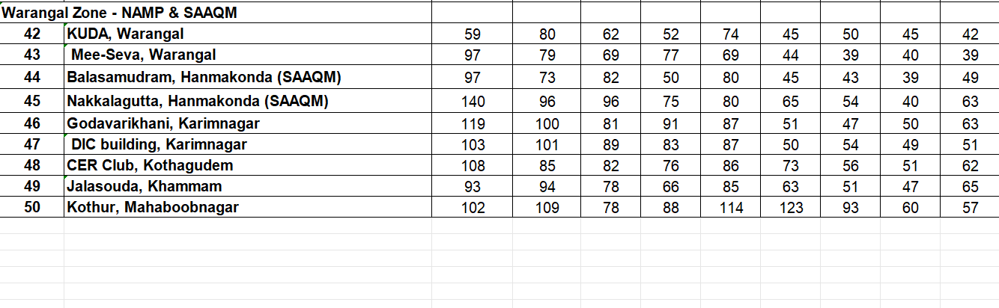 Warangal Zone - NAMP & SAAQM
42 KUDA, Warangal 59 80 62 52 74 45 50 45 42
43 Mee-Seva, Warangal 97 79 69 77 69 44 39 40 39
44 Balasamudram, Hanmakonda (SAAQM) 97 73 82 50 80 45 43 39 49
45 Nakkalagutta, Hanmakonda (SAAQM) 140 96 96 75 80 65 54 40 63
46 Godavarikhani, Karimnagar 119 100 81 91 87 51 47 50 63
47 DIC building, Karimnagar 103 101 89 83 87 50 54 49 51
48 CER Club, Kothagudem 108 85 82 76 86 73 56 51 62
49 Jalasouda, Khammam 93 94 78 66 85 63 51 47 65
50 Kothur, Mahaboobnagar 102 109 78 88 114 123 93 60 57